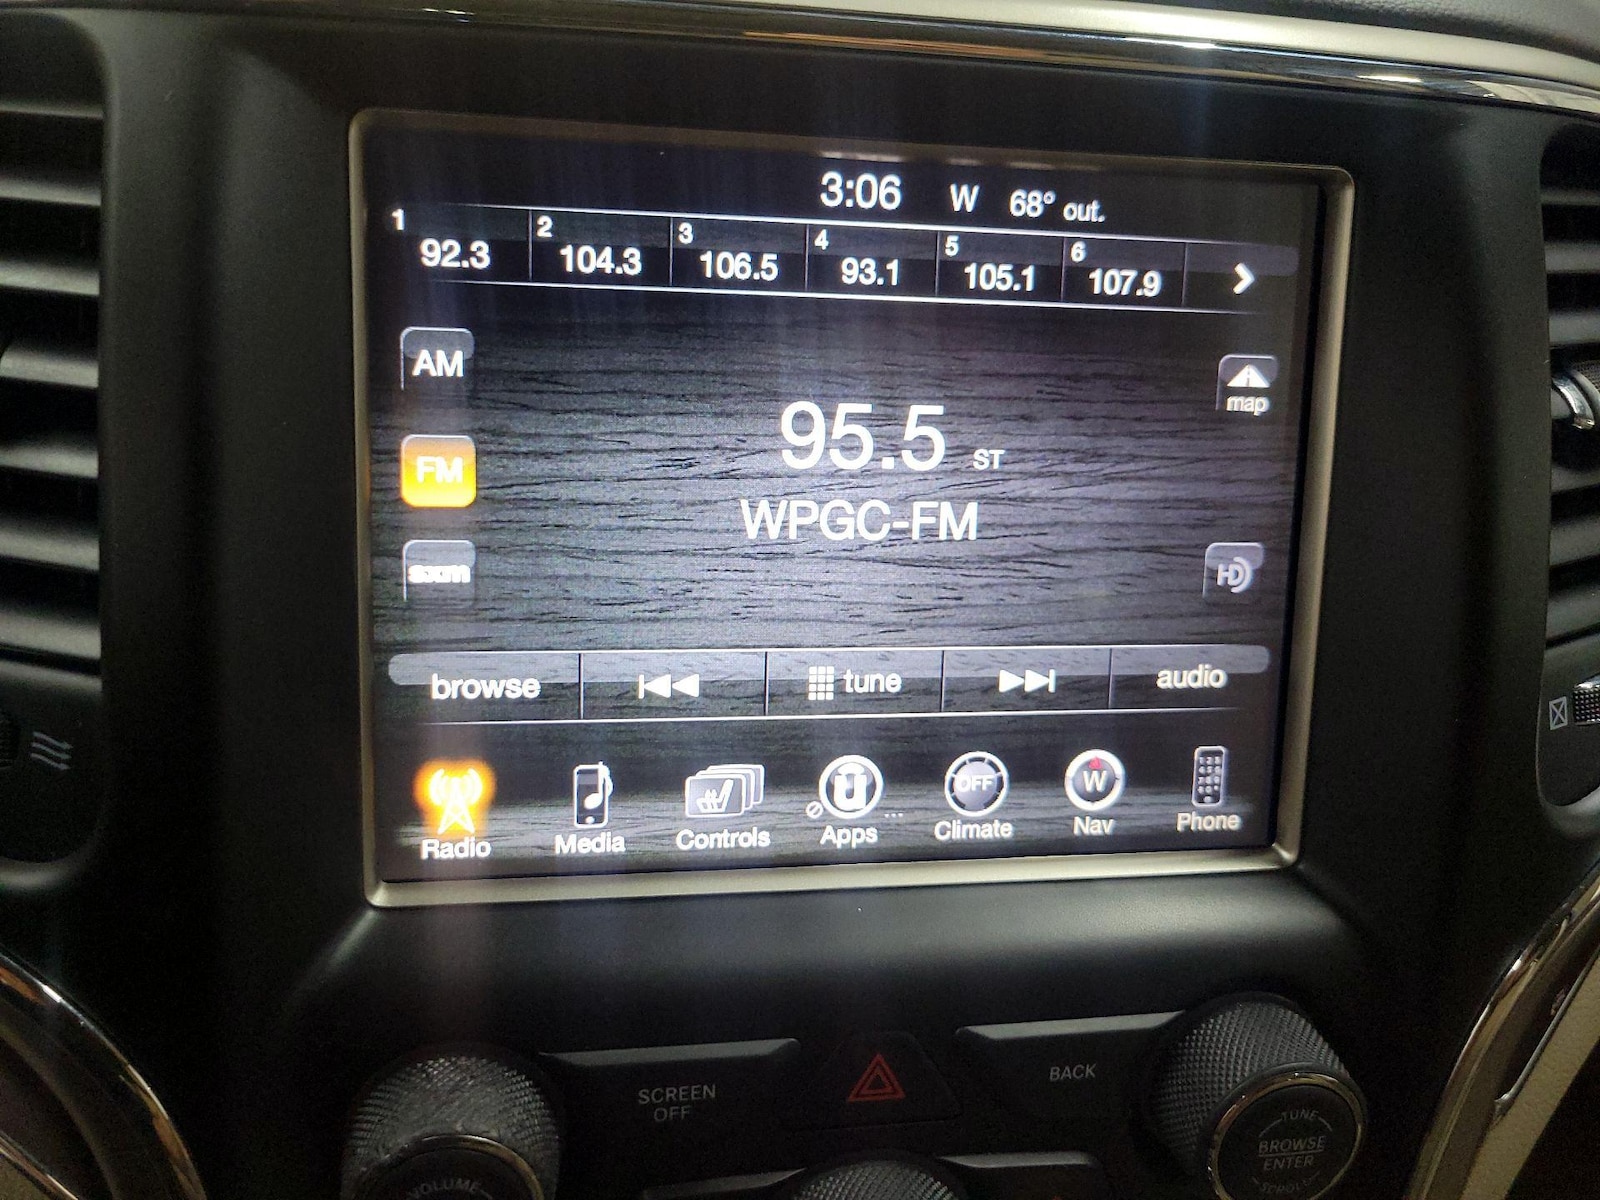 3:06 W 68° out.
1 92.3 2 104.3 3 106.5 4 93.1 5 105.1 6 107.9
AM
map
FM
95.5 ST
WPGC-FM
sxm
HD
browse tune audio
OFF W
Radio Media Controls Apps Climate Nav Phone
SCREEN
OFF
BACK
VOLUME
TUNE
BROWSE
ENTER
SCROLL